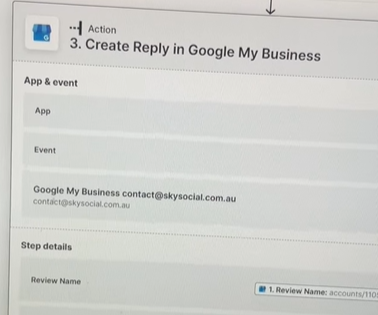 Action
3. Create Reply in Google My Business
App & event
App
Event
Google My Business contact@skysocial.com.au
contact@skysocial.com.au
Step details
Review Name
1. Review Name: accounts/110